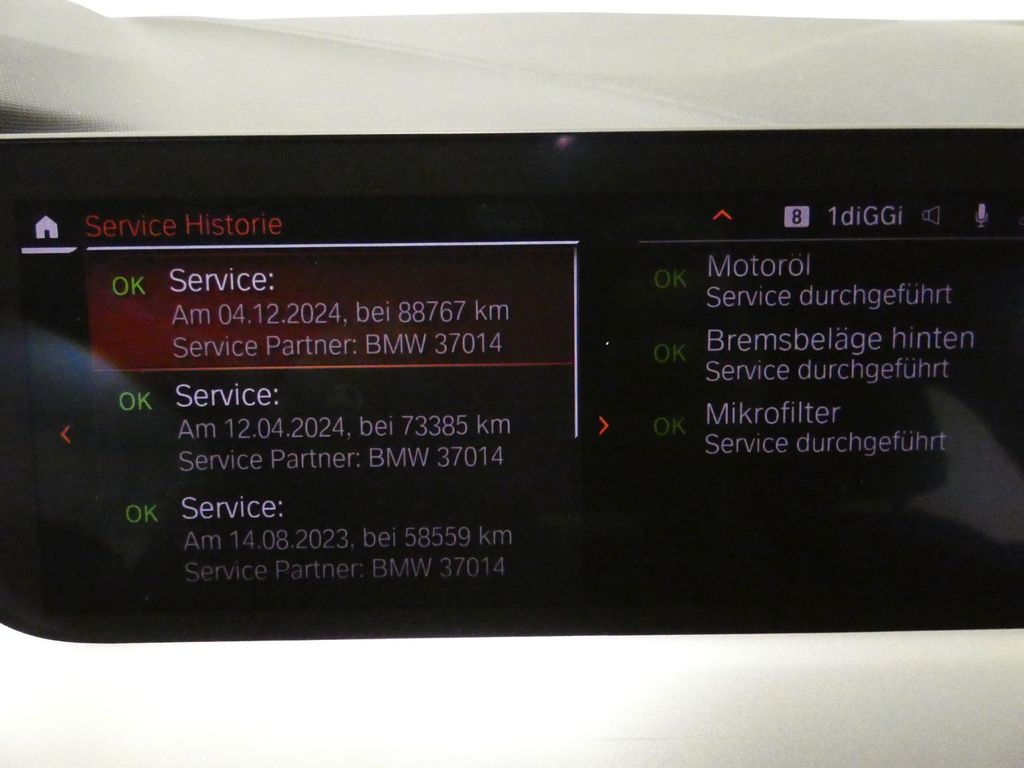 Service Historie
8 1diGGi
OK Service:
Am 04.12.2024, bei 88767 km
Service Partner: BMW 37014
OK Service:
Am 12.04.2024, bei 73385 km
Service Partner: BMW 37014
OK Service:
Am 14.08.2023, bei 58559 km
Service Partner: BMW 37014
OK Motoröl
Service durchgeführt
OK Bremsbeläge hinten
Service durchgeführt
OK Mikrofilter
Service durchgeführt